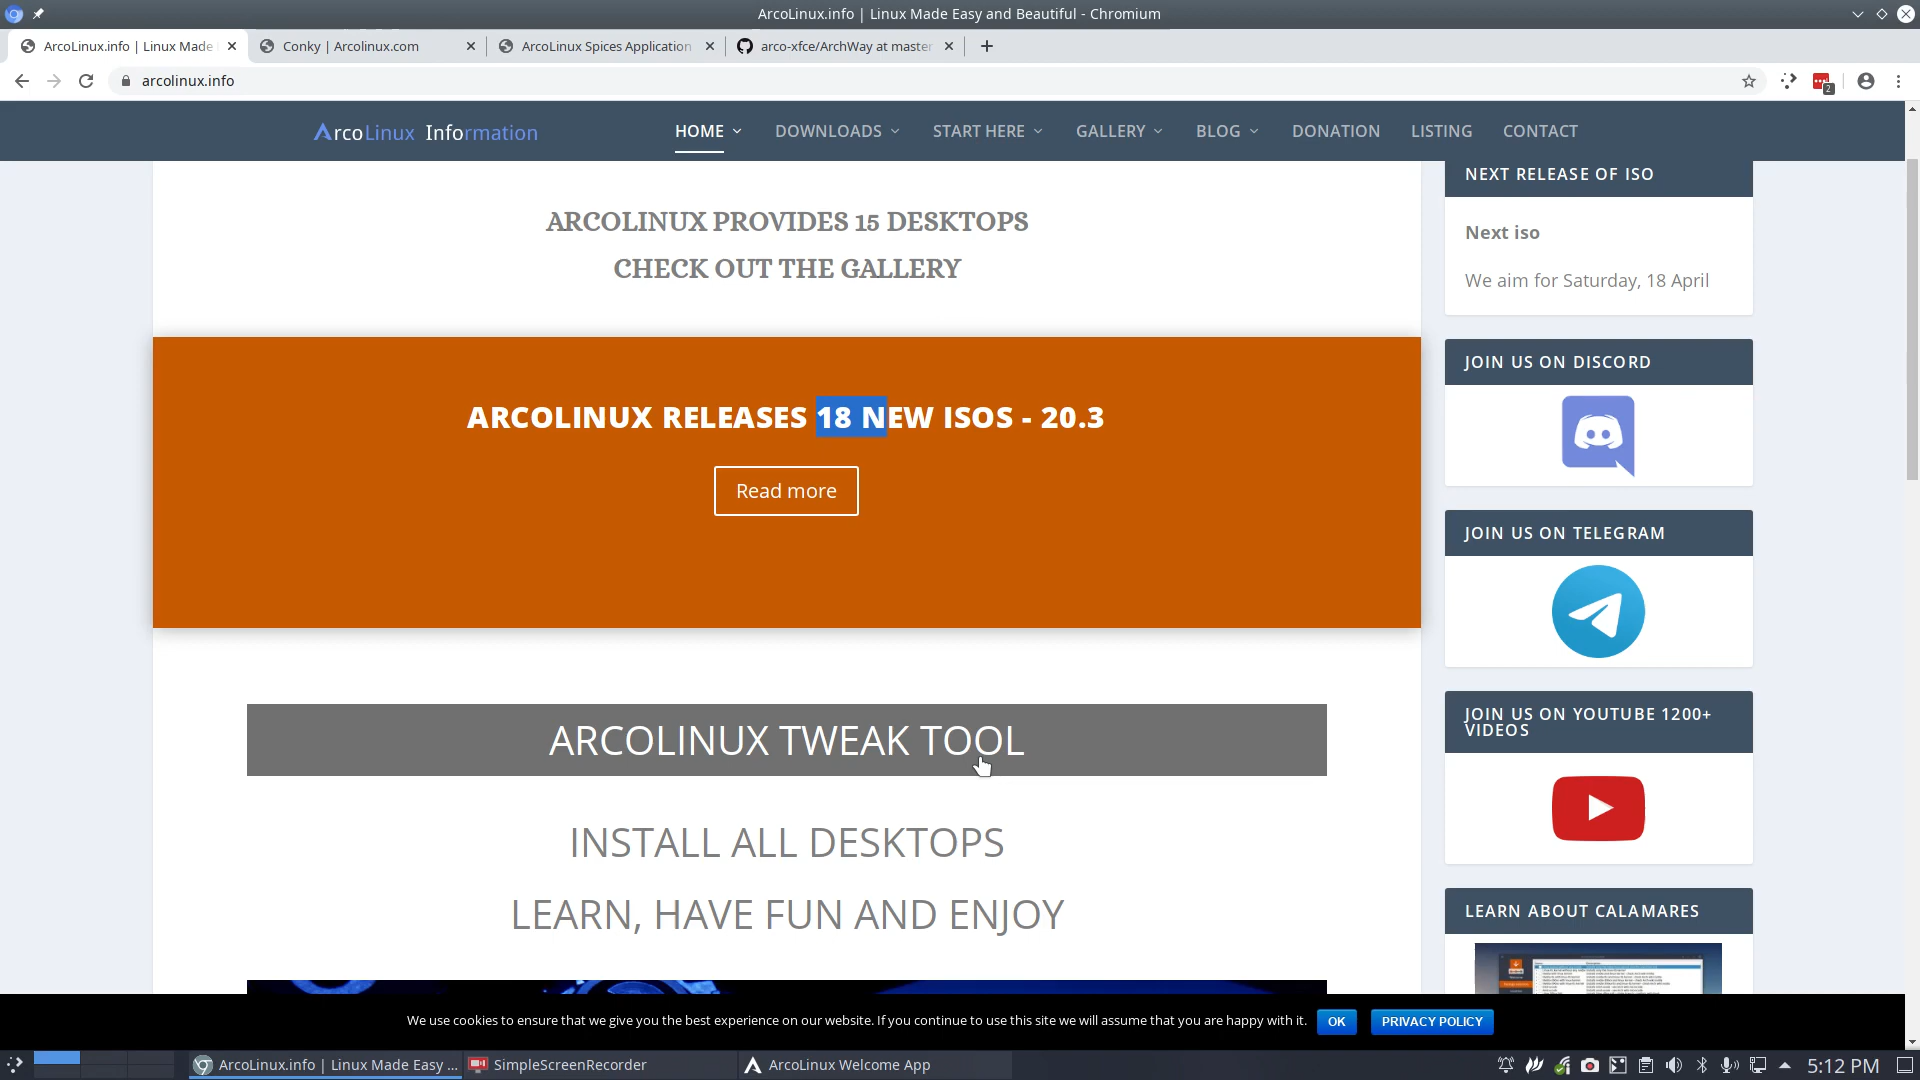 ArcoLinux.info | Linux Made Easy and Beautiful - Chromium
ArcoLinux.info | Linux Made
Conky | Arcolinux.com
ArcoLinux Spices Application
arco-xfce/ArchWay at master
arcolinux.info
2
ArcoLinux Information
HOME
DOWNLOADS
START HERE
GALLERY
BLOG
DONATION
LISTING
CONTACT
ARCOLINUX PROVIDES 15 DESKTOPS
CHECK OUT THE GALLERY
ARCOLINUX RELEASES 18 NEW ISOS - 20.3
Read more
ARCOLINUX TWEAK TOOL
INSTALL ALL DESKTOPS
LEARN, HAVE FUN AND ENJOY
NEXT RELEASE OF ISO
Next iso
We aim for Saturday, 18 April
JOIN US ON DISCORD
JOIN US ON TELEGRAM
JOIN US ON YOUTUBE 1200+
VIDEOS
LEARN ABOUT CALAMARES
We use cookies to ensure that we give you the best experience on our website. If you continue to use this site we will assume that you are happy with it.
OK
PRIVACY POLICY
ArcoLinux.info | Linux Made Easy ...
SimpleScreenRecorder
ArcoLinux Welcome App
5:12 PM